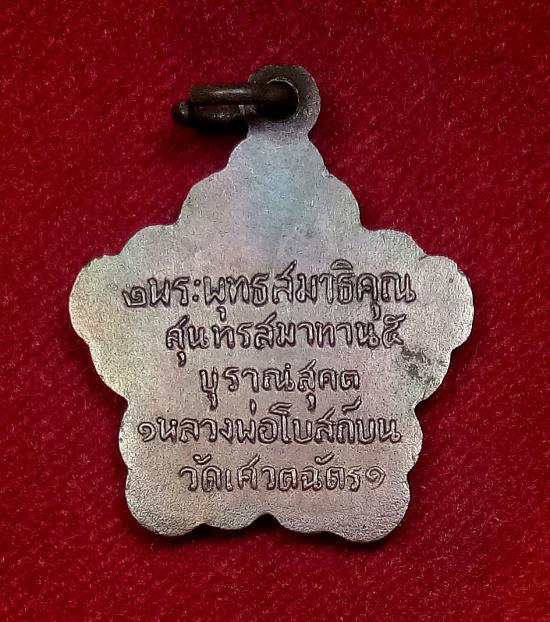 ๒พระพุทธสมาธิคุณ
สุนทรสมาทาน๕
บูราณสุคต
๑หลวงพ่อโบสถ์บน
วัดเศวตฉัตร๑